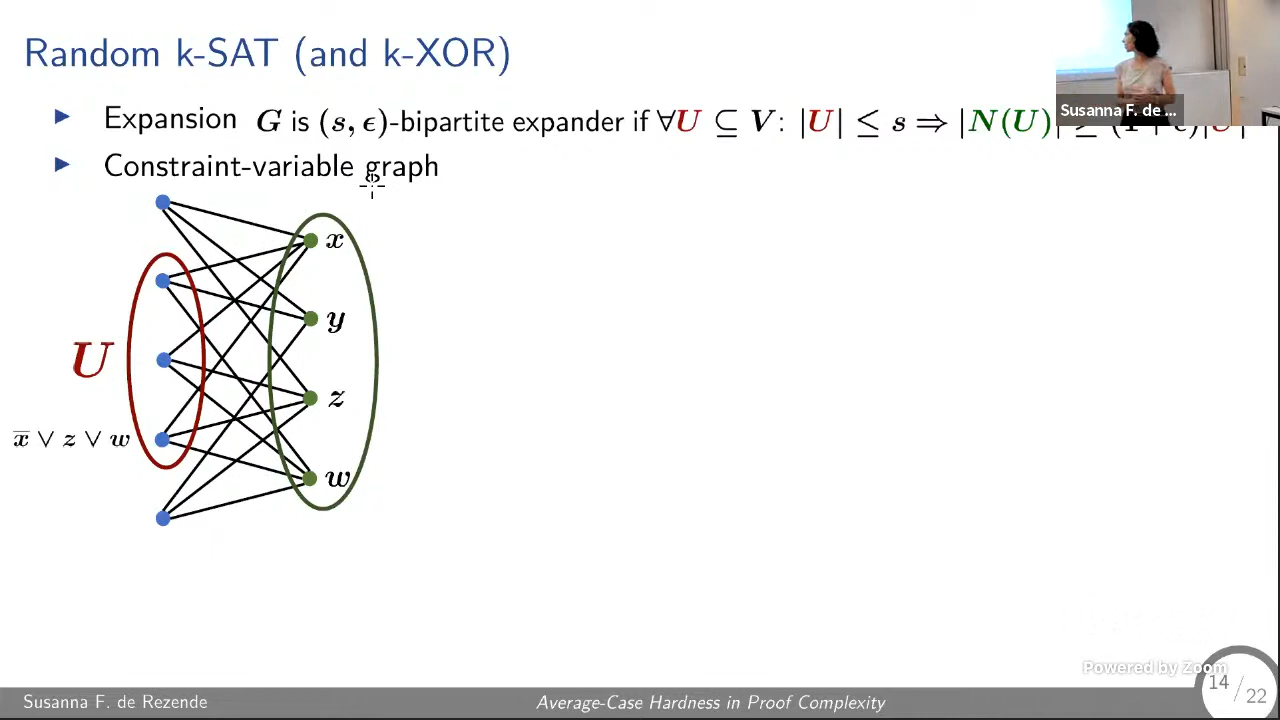 Random k-SAT (and k-XOR)
Susanna F. de ...
▶ Expansion G is (s, ϵ)-bipartite expander if ∀U ⊆ V: |U| ≤ s ⇒ |N(U)| ≥ (1 + ϵ)|U|
▶ Constraint-variable graph
x
y
U
z
x̅ ∨ z ∨ w
w
Powered by Zoom
Susanna F. de Rezende Average-Case Hardness in Proof Complexity 14/22